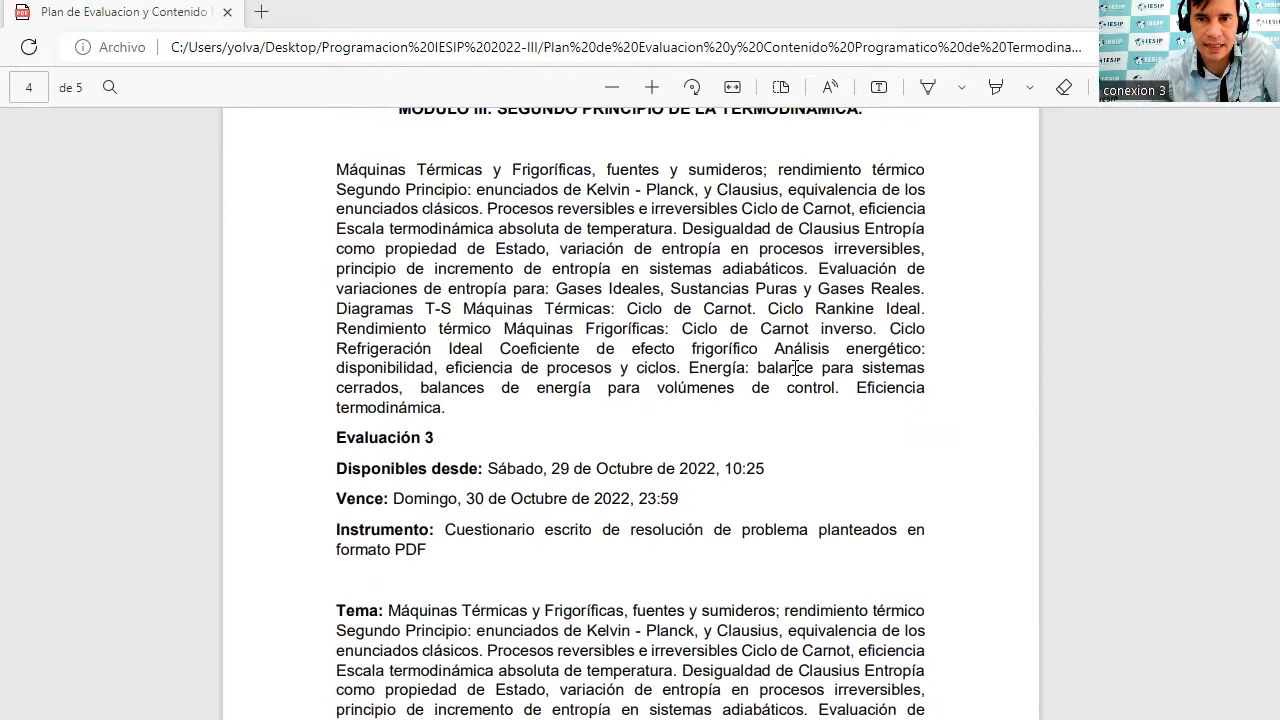 Plan de Evaluacion y Contenido
Archivo
C:/Users/yolva/Desktop/Programacion%20IESIP%202022-III/Plan%20de%20Evaluacion%20y%20Contenido%20Programatico%20de%20Termodina...
4
de 5
IESIP
conexion 3
MÓDULO III. SEGUNDO PRINCIPIO DE LA TERMODINÁMICA.
Máquinas Térmicas y Frigoríficas, fuentes y sumideros; rendimiento térmico
Segundo Principio: enunciados de Kelvin - Planck, y Clausius, equivalencia de los
enunciados clásicos. Procesos reversibles e irreversibles Ciclo de Carnot, eficiencia
Escala termodinámica absoluta de temperatura. Desigualdad de Clausius Entropía
como propiedad de Estado, variación de entropía en procesos irreversibles,
principio de incremento de entropía en sistemas adiabáticos. Evaluación de
variaciones de entropía para: Gases Ideales, Sustancias Puras y Gases Reales.
Diagramas T-S Máquinas Térmicas: Ciclo de Carnot. Ciclo Rankine Ideal.
Rendimiento térmico Máquinas Frigoríficas: Ciclo de Carnot inverso. Ciclo
Refrigeración Ideal Coeficiente de efecto frigorífico Análisis energético:
disponibilidad, eficiencia de procesos y ciclos. Energía: balance para sistemas
cerrados, balances de energía para volúmenes de control. Eficiencia
termodinámica.
Evaluación 3
Disponibles desde: Sábado, 29 de Octubre de 2022, 10:25
Vence: Domingo, 30 de Octubre de 2022, 23:59
Instrumento: Cuestionario escrito de resolución de problema planteados en
formato PDF
Tema: Máquinas Térmicas y Frigoríficas, fuentes y sumideros; rendimiento térmico
Segundo Principio: enunciados de Kelvin - Planck, y Clausius, equivalencia de los
enunciados clásicos. Procesos reversibles e irreversibles Ciclo de Carnot, eficiencia
Escala termodinámica absoluta de temperatura. Desigualdad de Clausius Entropía
como propiedad de Estado, variación de entropía en procesos irreversibles,
principio de incremento de entropía en sistemas adiabáticos. Evaluación de